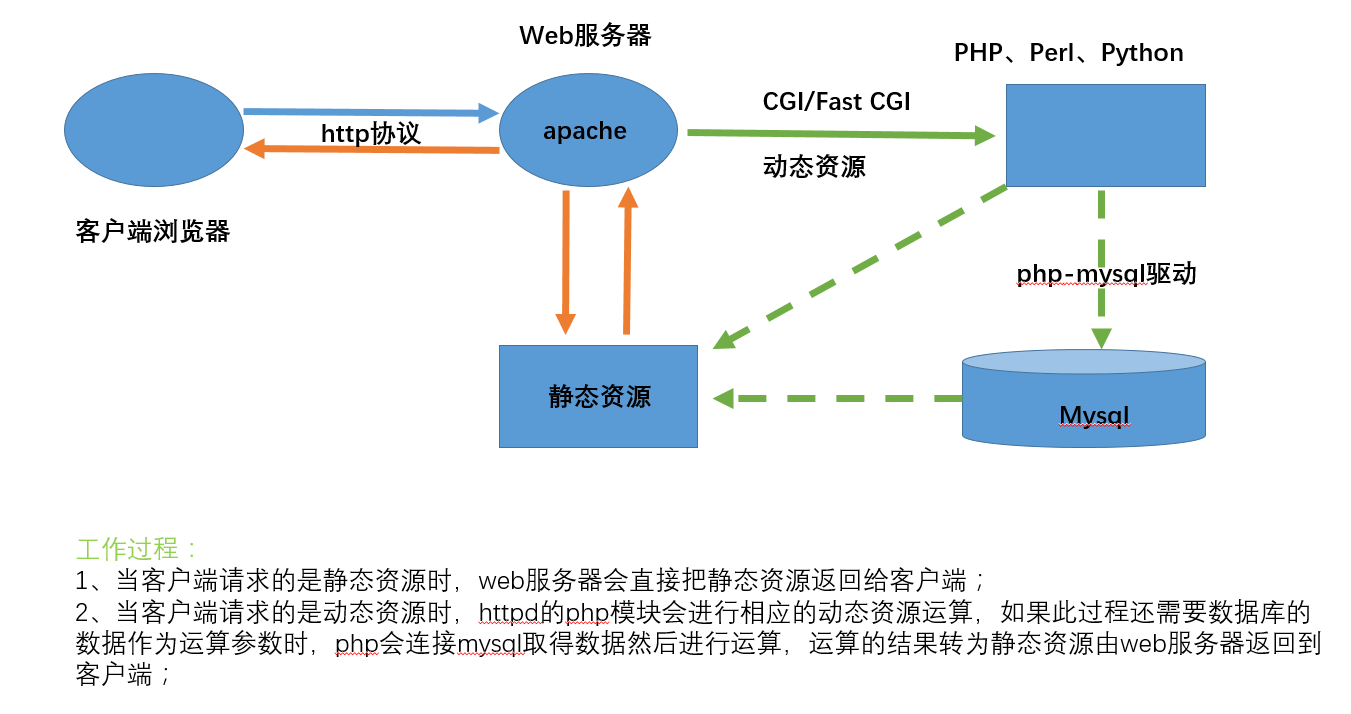 Web服务器
PHP、Perl、Python
CGI/Fast CGI
http协议
apache
动态资源
客户端浏览器
php-mysql驱动
静态资源
Mysql
工作过程：
1、当客户端请求的是静态资源时，web服务器会直接把静态资源返回给客户端；
2、当客户端请求的是动态资源时，httpd的php模块会进行相应的动态资源运算，如果此过程还需要数据库的
数据作为运算参数时，php会连接mysql取得数据然后进行运算，运算的结果转为静态资源由web服务器返回到
客户端；